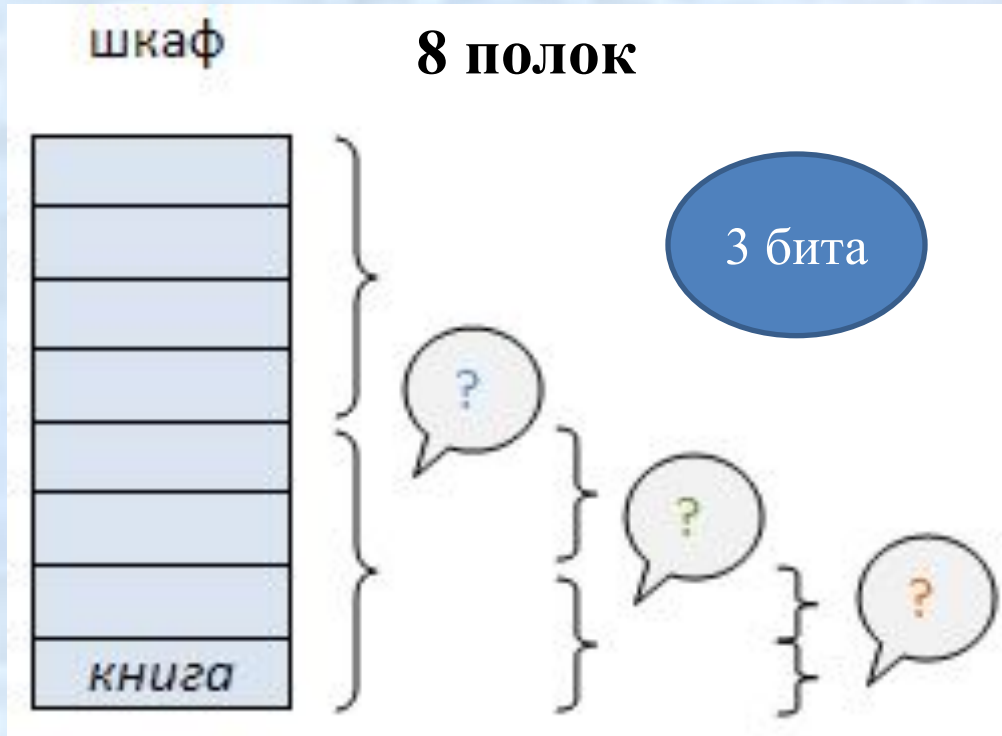 шкаф
8 полок
3 бита
?
?
?
книга